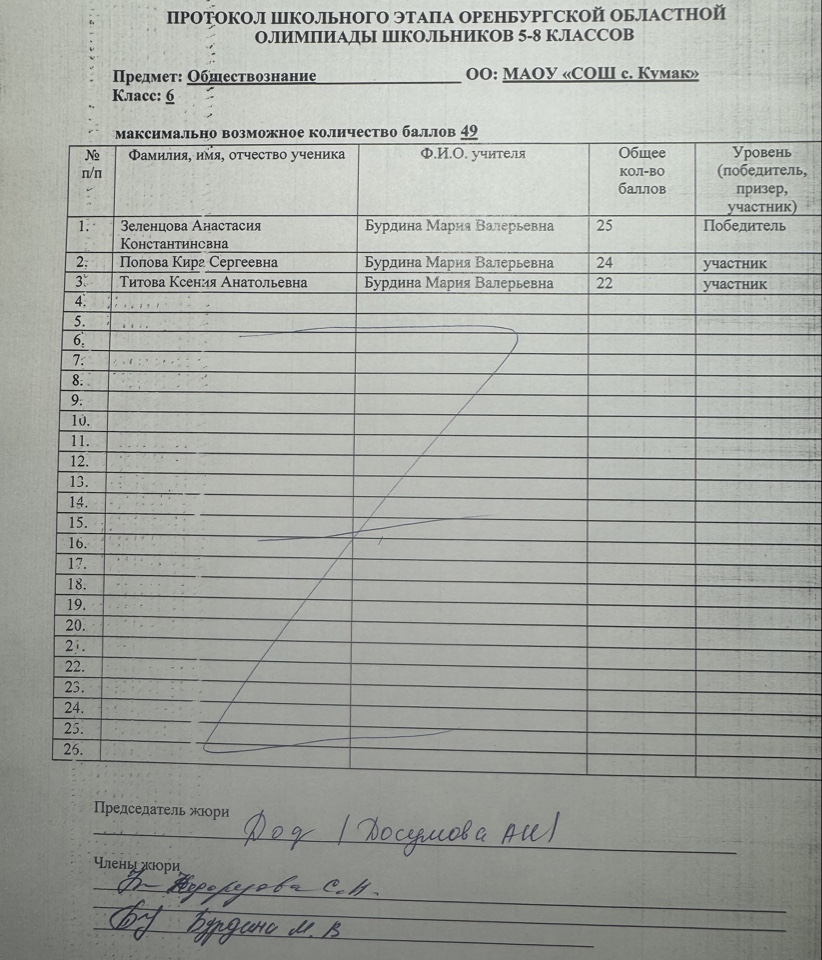 ПРОТОКОЛ ШКОЛЬНОГО ЭТАПА ОРЕНБУРГСКОЙ ОБЛАСТНОЙ
ОЛИМПИАДЫ ШКОЛЬНИКОВ 5-8 КЛАССОВ
Предмет: Обществознание ОО: МАОУ «СОШ с. Кумак»
Класс: 6
максимально возможное количество баллов 49
№ п/п Фамилия, имя, отчество ученика Ф.И.О. учителя Общее кол-во баллов Уровень (победитель, призер, участник)
1. Зеленцова Анастасия Константиновна Бурдина Мария Валерьевна 25 Победитель
2. Попова Кира Сергеевна Бурдина Мария Валерьевна 24 участник
3. Титова Ксения Анатольевна Бурдина Мария Валерьевна 22 участник
4.
5.
6.
7.
8.
9.
10.
11.
12.
13.
14.
15.
16.
17.
18.
19.
20.
21.
22.
23.
24.
25.
26.
Председатель жюри
Досумова
Члены жюри
С.Н.
Бурдина М. В